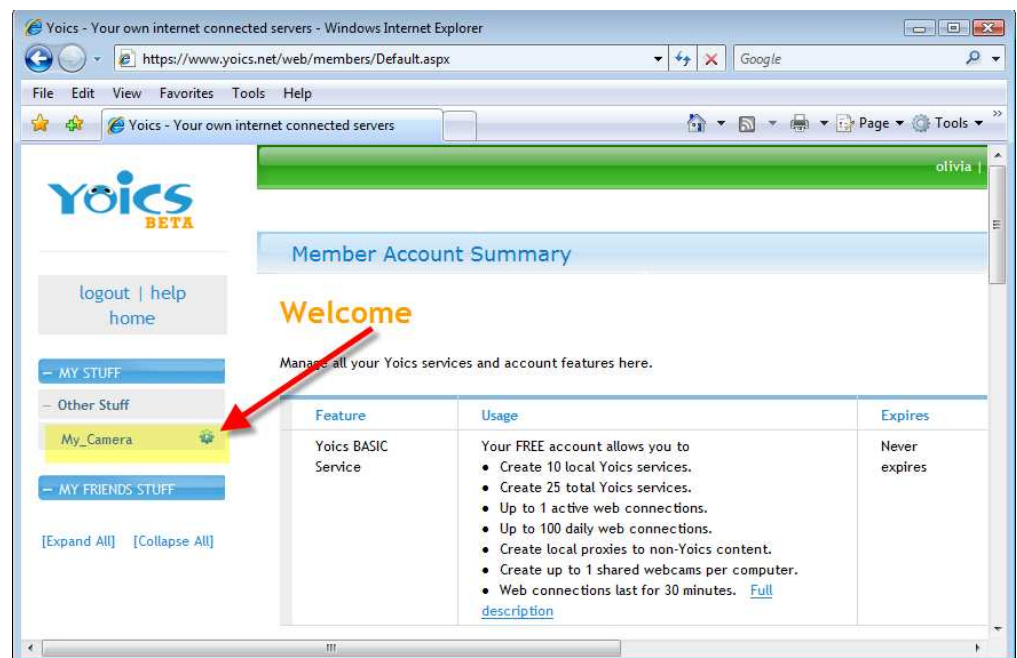 Yoics - Your own internet connected servers - Windows Internet Explorer
https://www.yoics.net/web/members/Default.aspx
Google
File Edit View Favorites Tools Help
Yoics - Your own internet connected servers
Page Tools
olivia |
Yoics
BETA
Member Account Summary
logout | help
home
Welcome
Manage all your Yoics services and account features here.
MY STUFF
Other Stuff
My_Camera
MY FRIENDS STUFF
[Expand All] [Collapse All]
Feature Usage Expires
Yoics BASIC Your FREE account allows you to Never
Service • Create 10 local Yoics services. expires
• Create 25 total Yoics services.
• Up to 1 active web connections.
• Up to 100 daily web connections.
• Create local proxies to non-Yoics content.
• Create up to 1 shared webcams per computer.
• Web connections last for 30 minutes. Full
description